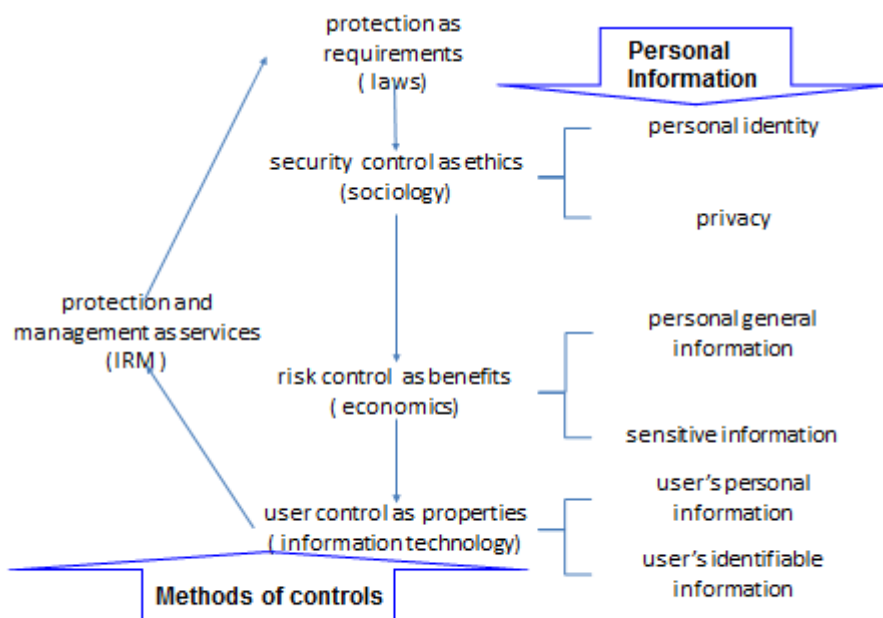 protection as
requirements
( laws)
Personal
Information
personal identity
security control as ethics
(sociology)
privacy
protection and
management as services
(IRM )
personal general
information
risk control as benefits
( economics)
sensitive information
user's personal
information
user control as properties
( information technology)
user's identifiable
information
Methods of controls